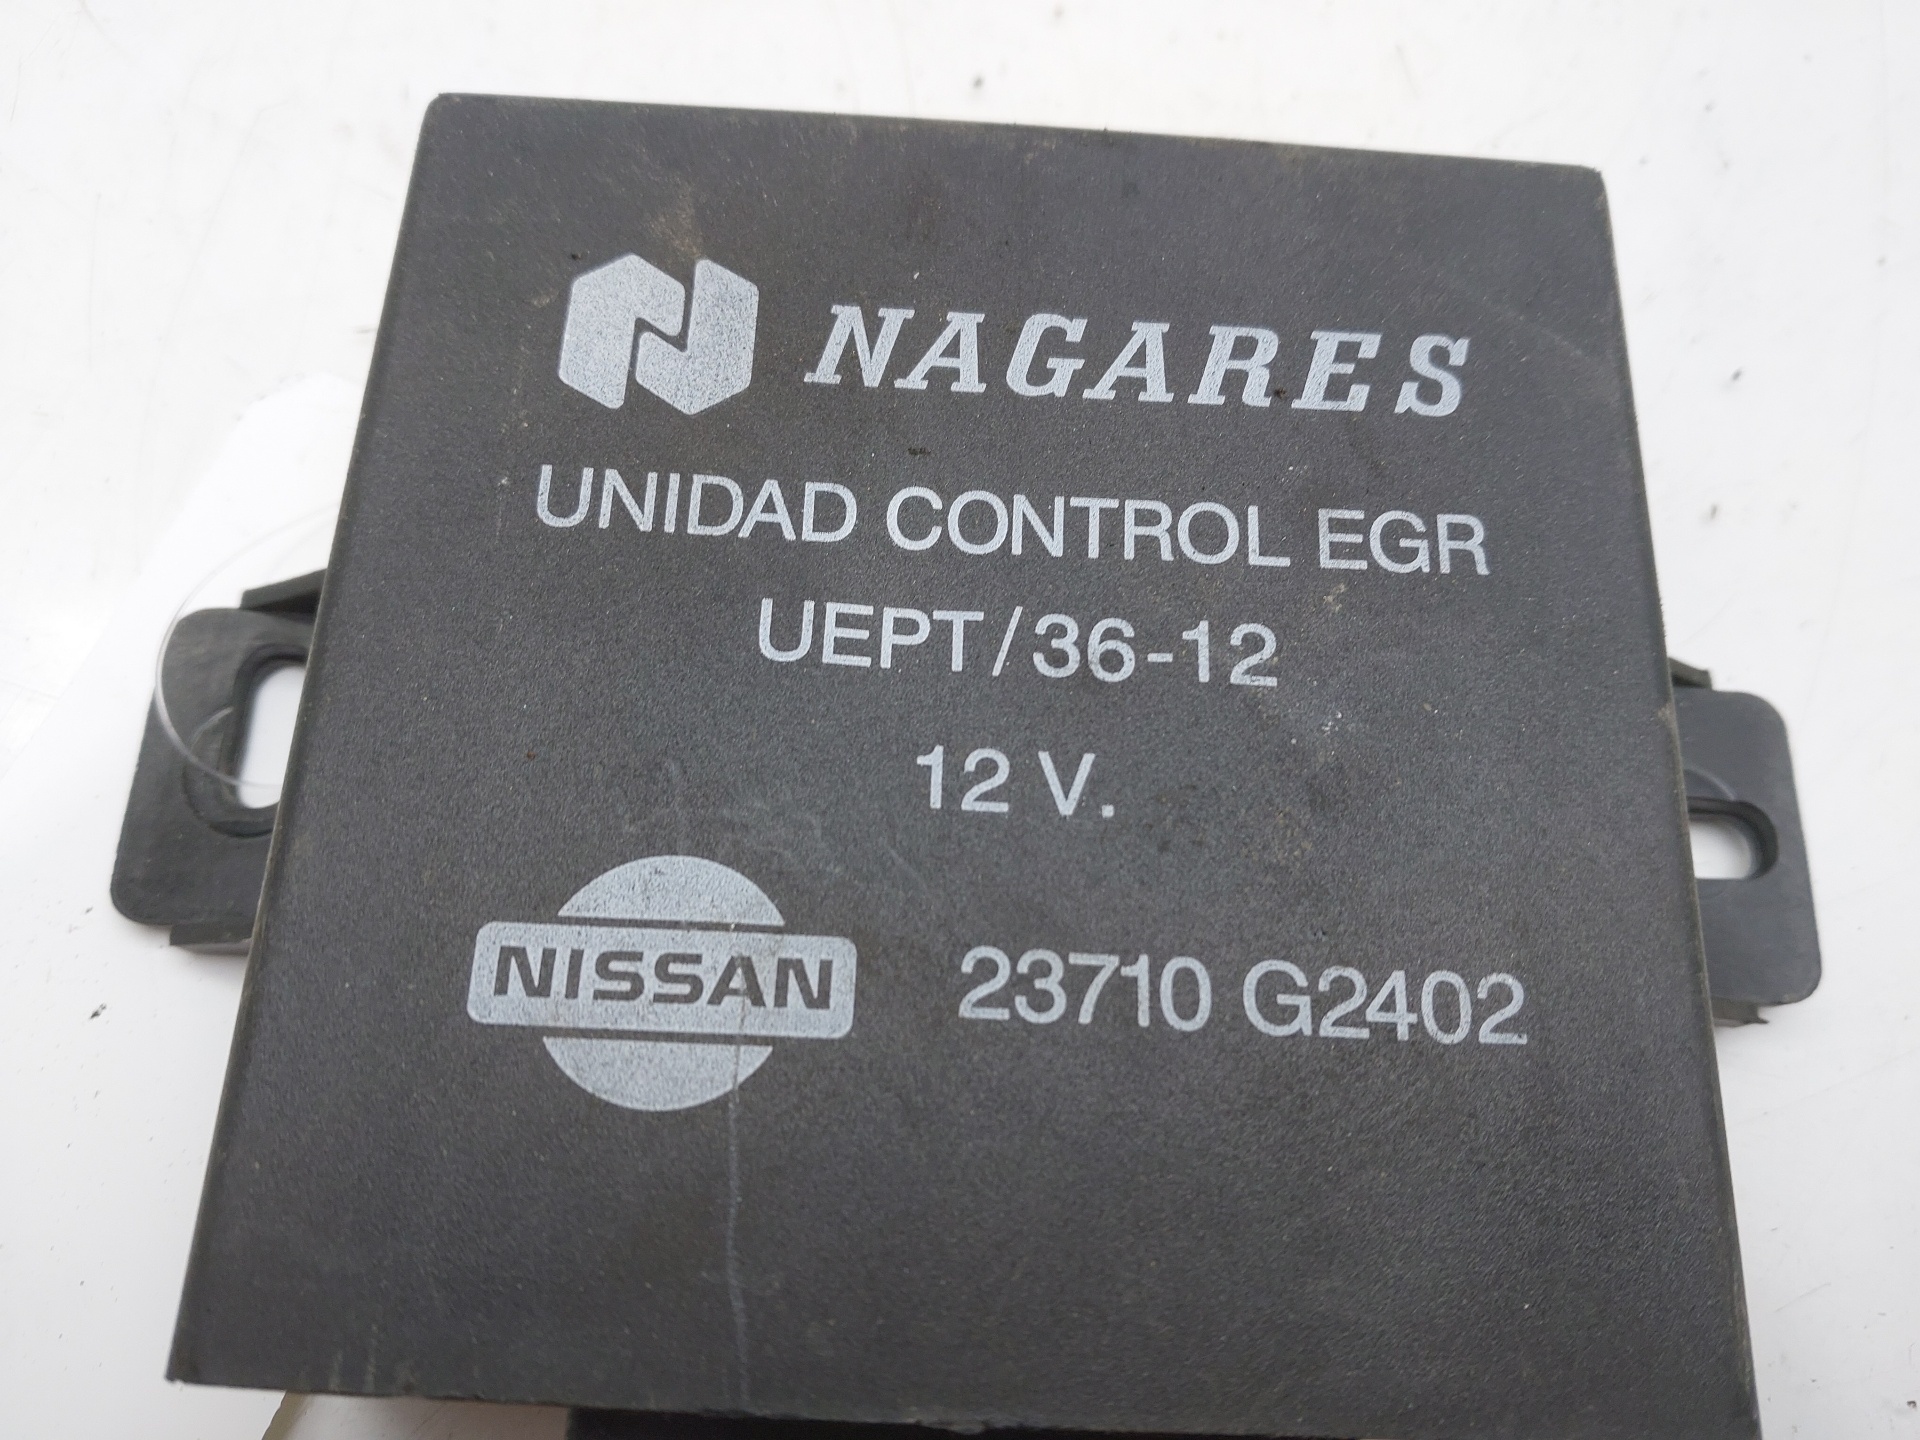 NAGARES
UNIDAD CONTROL EGR
UEPT/36-12
12 V.
NISSAN 23710 G2402